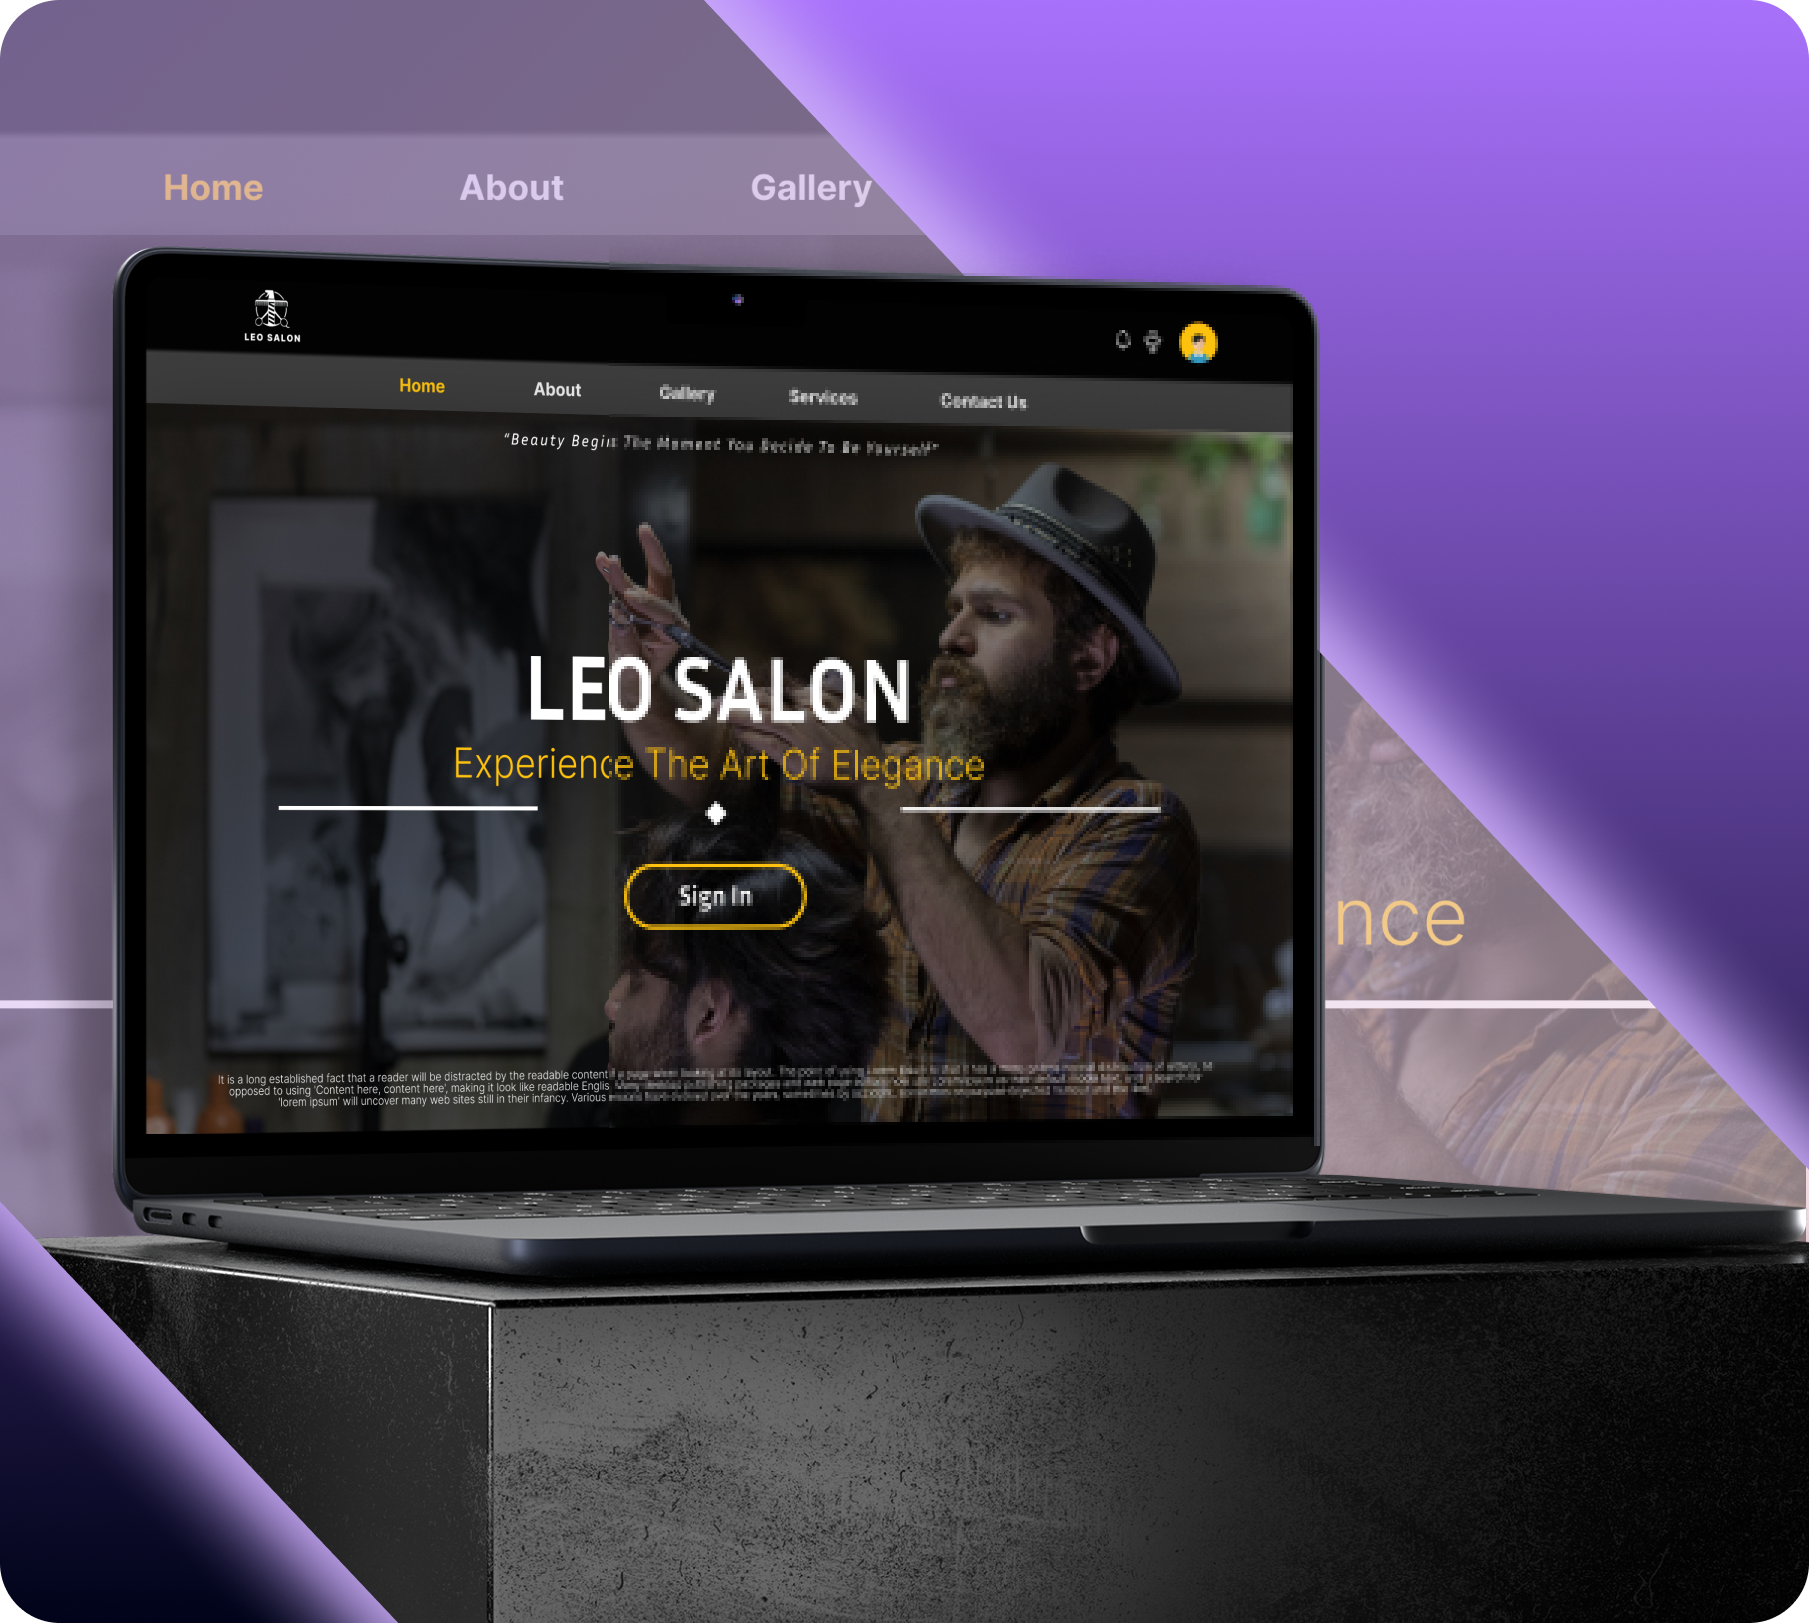 Home About Gallery
LEO SALON
Home About Gallery Services Contact Us
“Beauty Begins The Moment You Decide To Be Yourself”
LEO SALON
Experience The Art Of Elegance
nce
Sign In
It is a long established fact that a reader will be distracted by the readable content
opposed to using 'Content here, content here', making it look like readable Englis
'lorem ipsum' will uncover many web sites still in their infancy. Various